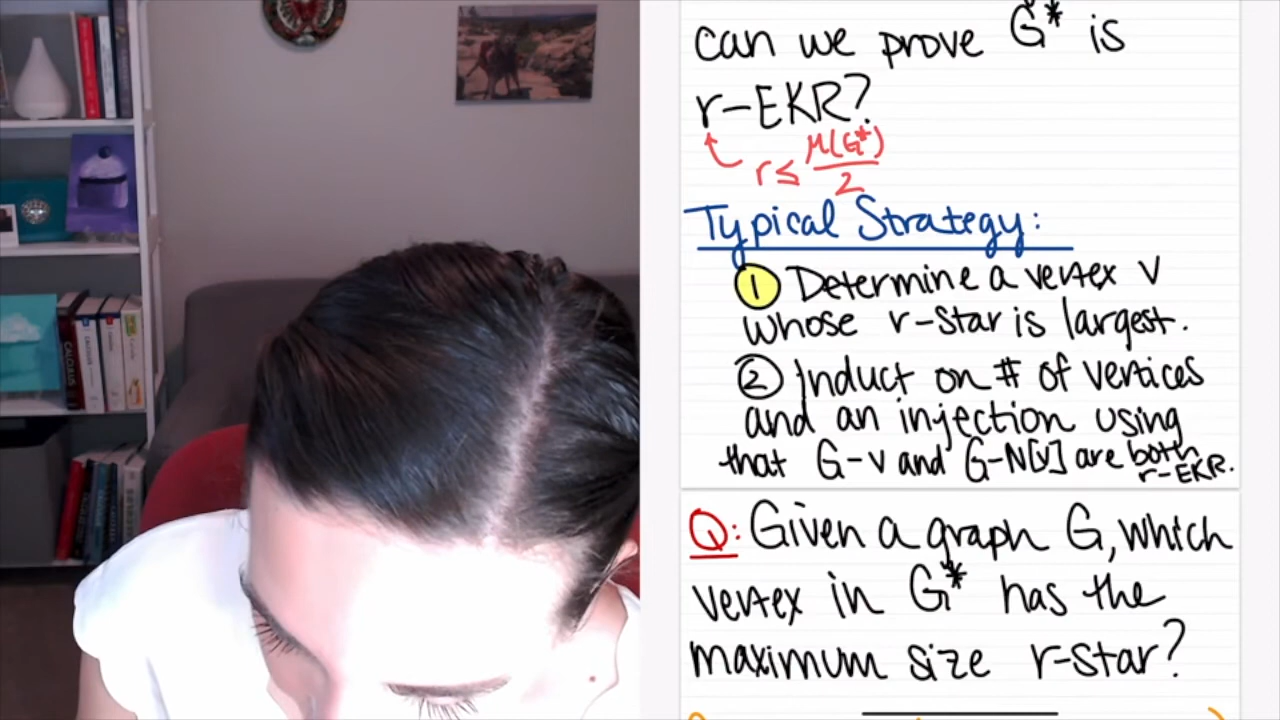 can we prove G* is
r-EKR?
r ≤ μ(G*)/2
Typical Strategy:
① Determine a vertex v
whose r-star is largest.
② Induct on # of vertices
and an injection using
that G-v and G-N[v] are both
r-EKR.
Q: Given a graph G, which
vertex in G* has the
maximum size r-star?
CALCULUS